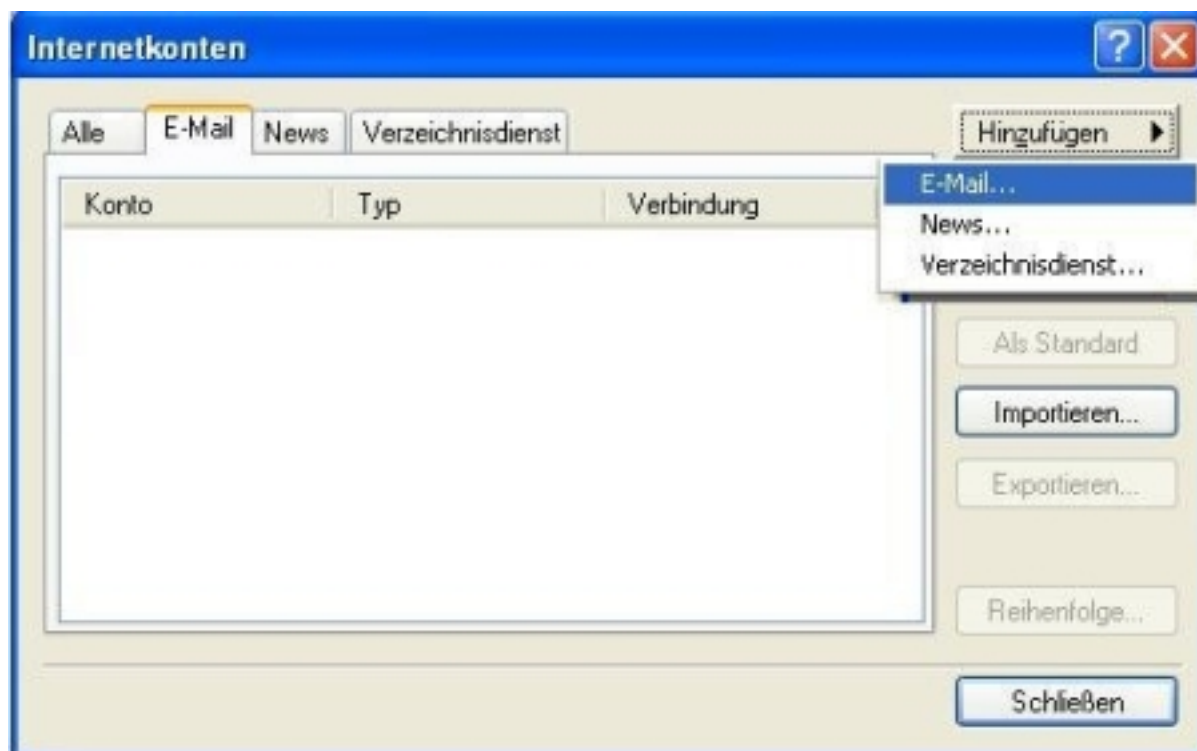 Internetkonten
Alle E-Mail News Verzeichnisdienst Hinzufügen
E-Mail...
Konto Typ Verbindung
News...
Verzeichnisdienst...
Als Standard
Importieren...
Exportieren...
Reihenfolge...
Schließen